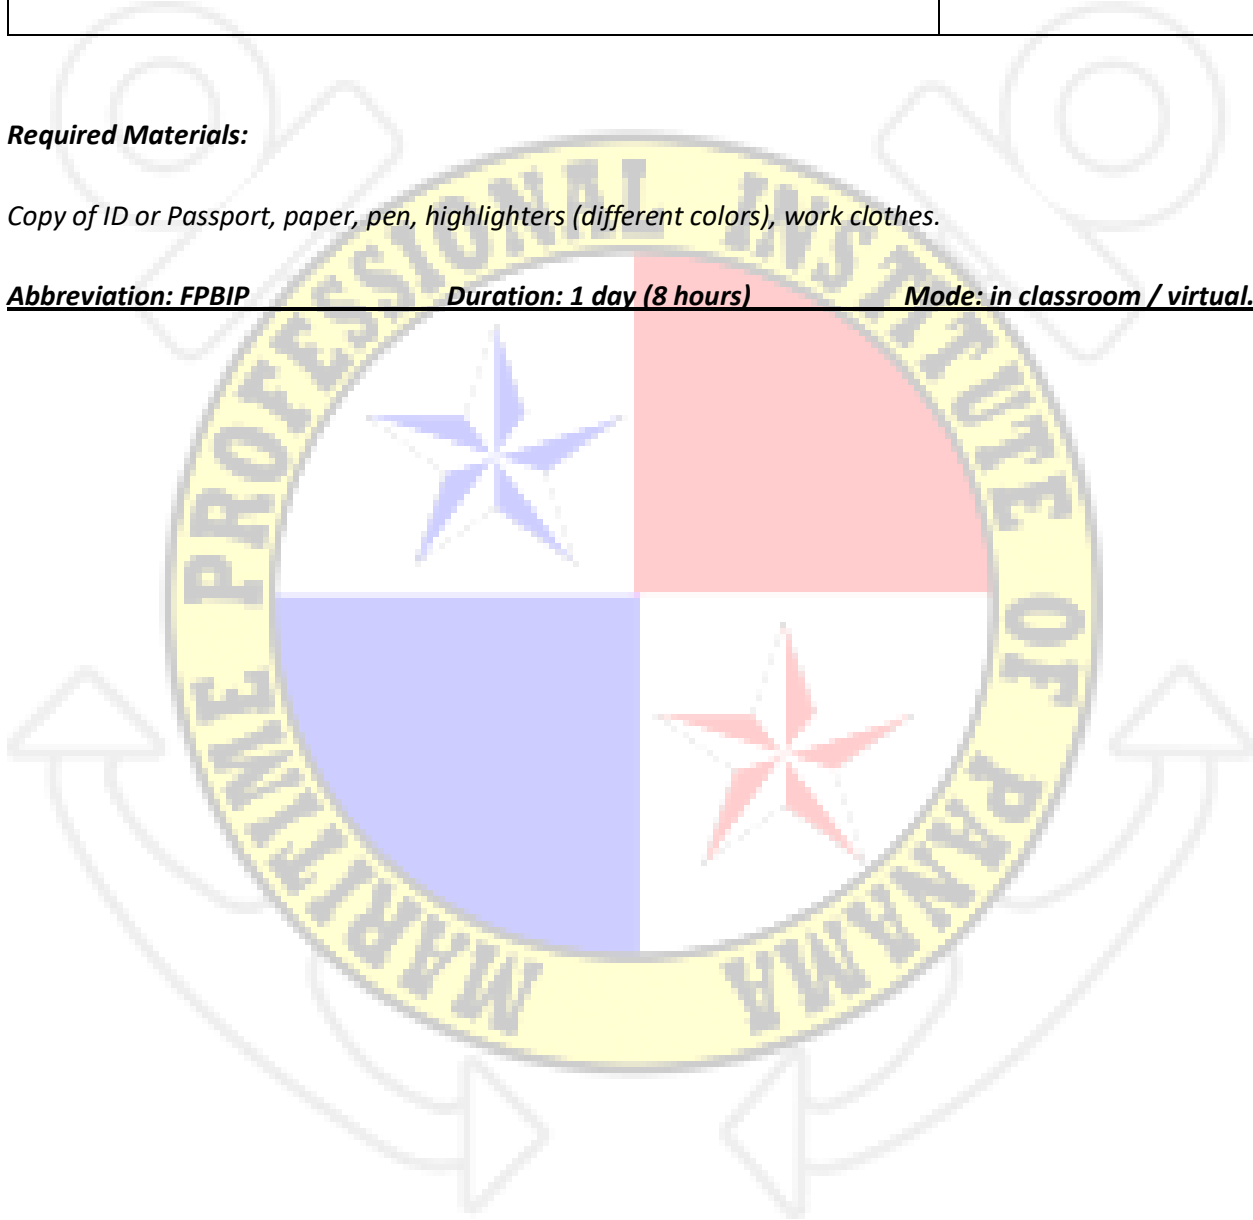 Required Materials:
Copy of ID or Passport, paper, pen, highlighters (different colors), work clothes.
Abbreviation: FPBIP Duration: 1 day (8 hours) Mode: in classroom / virtual.
MARITIME PROFESSIONAL INSTITUTE OF PANAMA